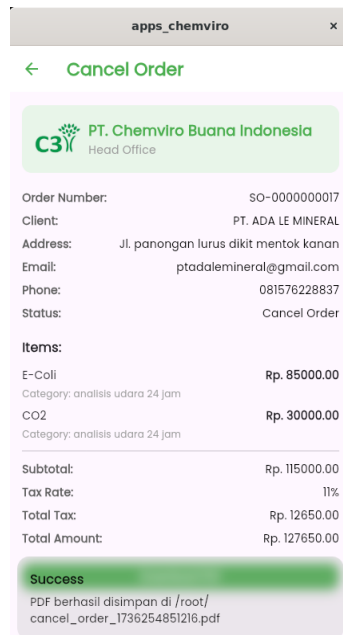 apps_chemviro ×
← Cancel Order
C3 PT. Chemviro Buana Indonesia
Head Office
Order Number: SO-0000000017
Client: PT. ADA LE MINERAL
Address: Jl. panongan lurus dikit mentok kanan
Email: ptadalemineral@gmail.com
Phone: 081576228837
Status: Cancel Order
Items:
E-Coli Rp. 85000.00
Category: analisis udara 24 jam
CO2 Rp. 30000.00
Category: analisis udara 24 jam
Subtotal: Rp. 115000.00
Tax Rate: 11%
Total Tax: Rp. 12650.00
Total Amount: Rp. 127650.00
Success
PDF berhasil disimpan di /root/
cancel_order_1736254851216.pdf